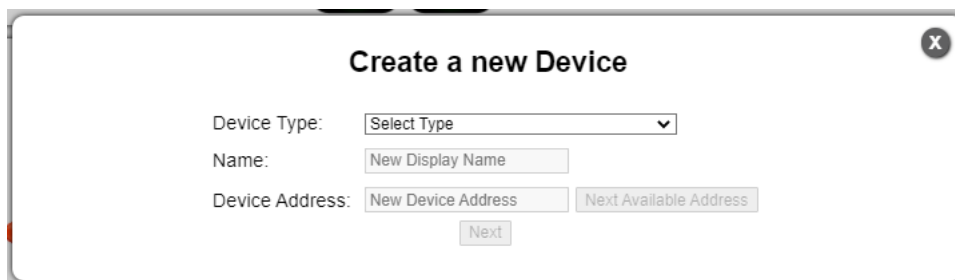 X
Create a new Device
Device Type: Select Type
Name: New Display Name
Device Address: New Device Address Next Available Address
Next